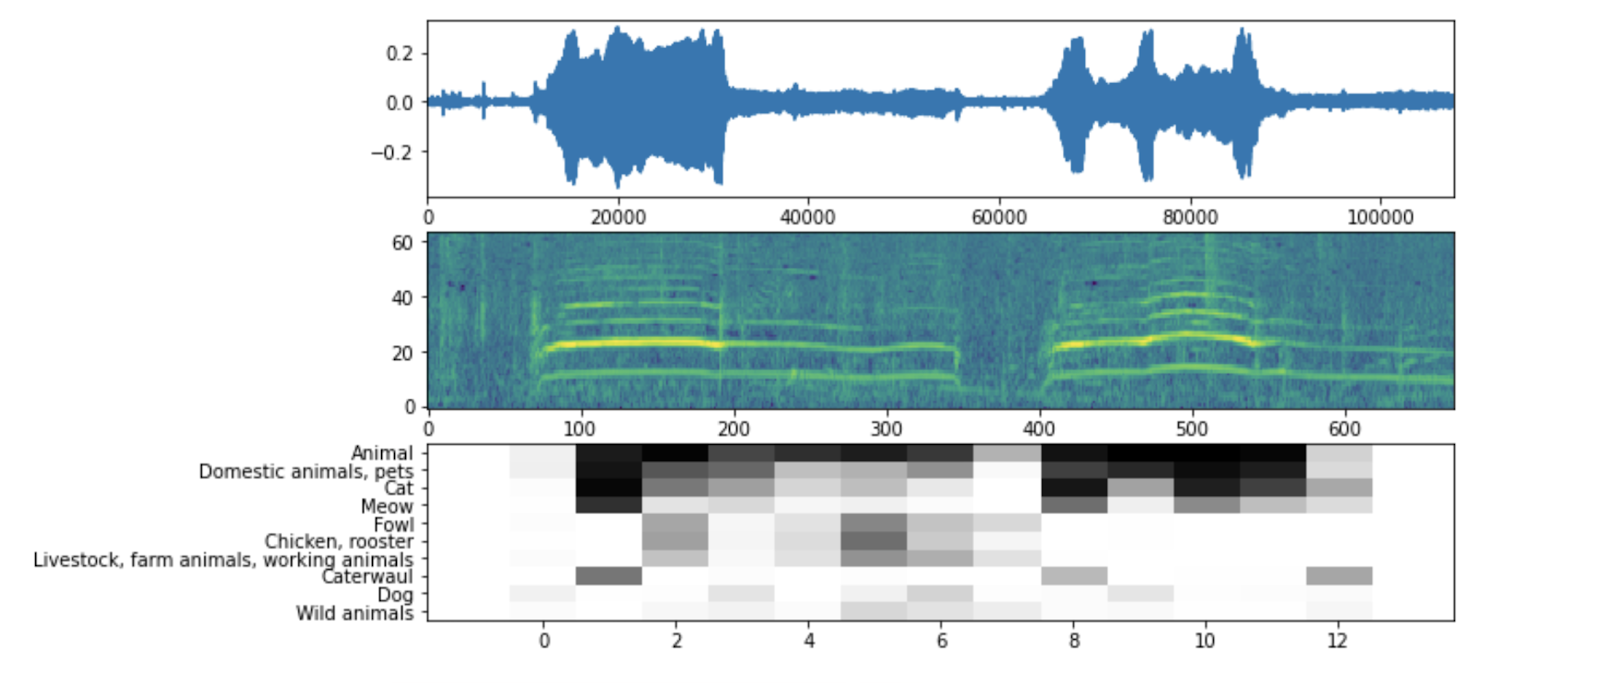 0.2
0.0
−0.2
0 20000 40000 60000 80000 100000
60
40
20
0
0 100 200 300 400 500 600
Animal
Domestic animals, pets
Cat
Meow
Fowl
Chicken, rooster
Livestock, farm animals, working animals
Caterwaul
Dog
Wild animals
0 2 4 6 8 10 12